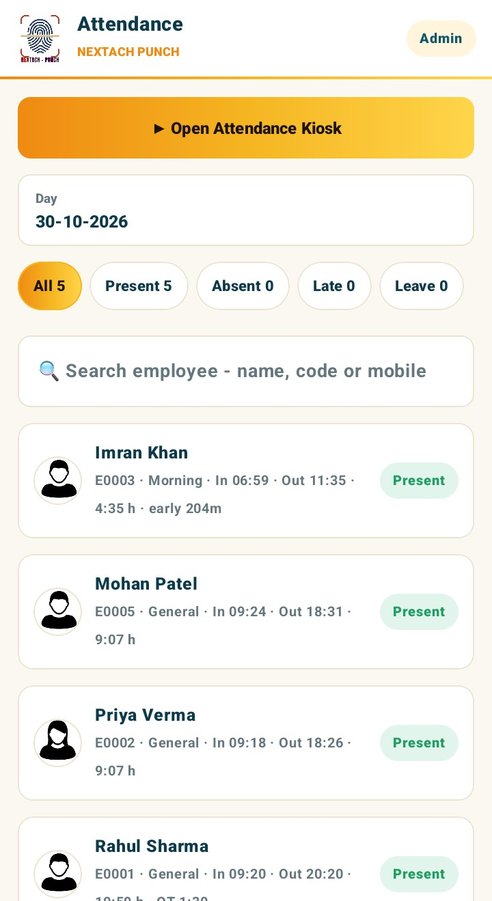 Attendance
NEXTACH PUNCH
NEXTACH - PUNCH
Admin
► Open Attendance Kiosk
Day
30-10-2026
All 5
Present 5
Absent 0
Late 0
Leave 0
🔍 Search employee - name, code or mobile
Imran Khan
E0003 · Morning · In 06:59 · Out 11:35 ·
4:35 h · early 204m
Present
Mohan Patel
E0005 · General · In 09:24 · Out 18:31 ·
9:07 h
Present
Priya Verma
E0002 · General · In 09:18 · Out 18:26 ·
9:07 h
Present
Rahul Sharma
E0001 · General · In 09:20 · Out 20:20 ·
Present